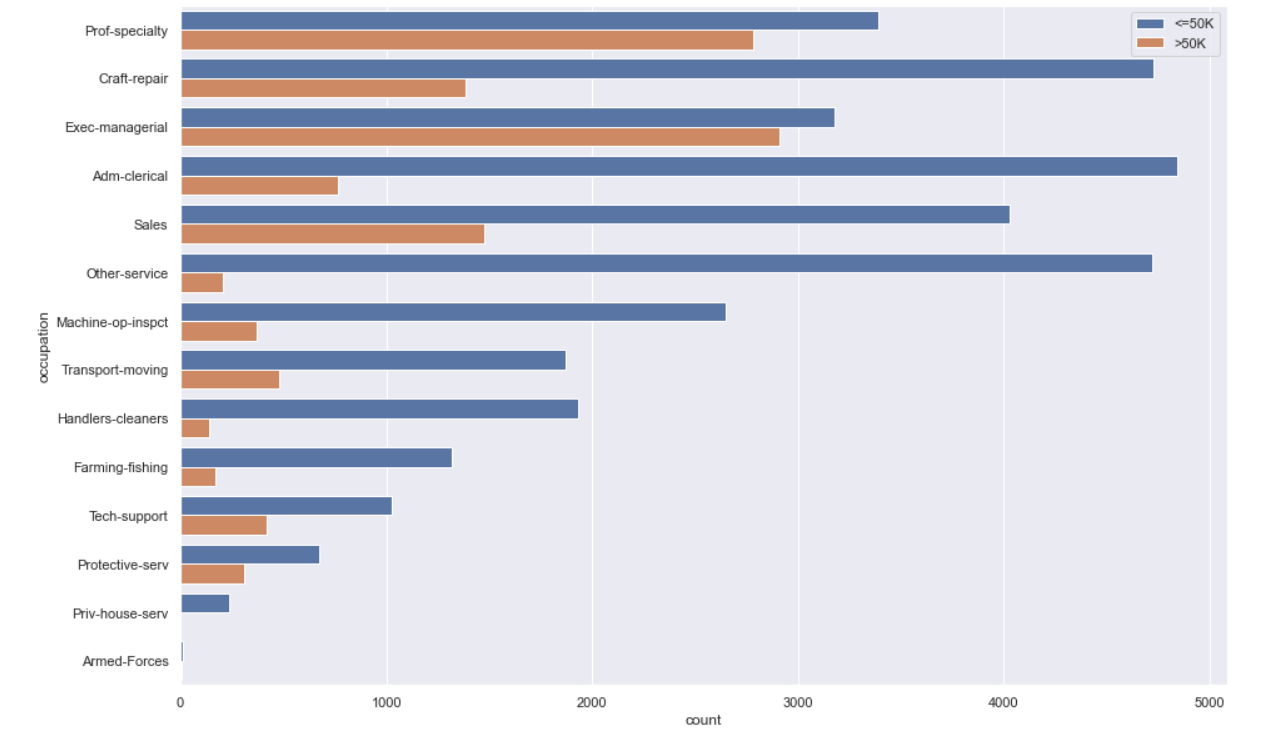 <=50K
>50K
Prof-specialty
Craft-repair
Exec-managerial
Adm-clerical
Sales
Other-service
Machine-op-inspct
Transport-moving
Handlers-cleaners
Farming-fishing
Tech-support
Protective-serv
Priv-house-serv
Armed-Forces
occupation
0 1000 2000 3000 4000 5000
count